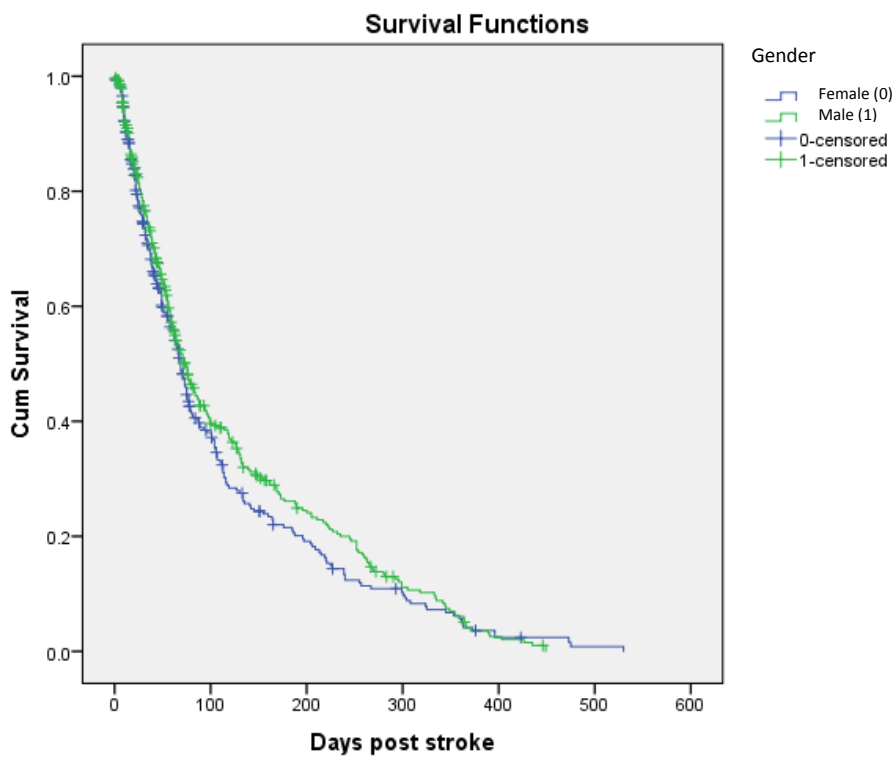 Survival Functions
Gender
Female (0)
Male (1)
0-censored
1-censored
Cum Survival
1.0
0.8
0.6
0.4
0.2
0.0
0 100 200 300 400 500 600
Days post stroke